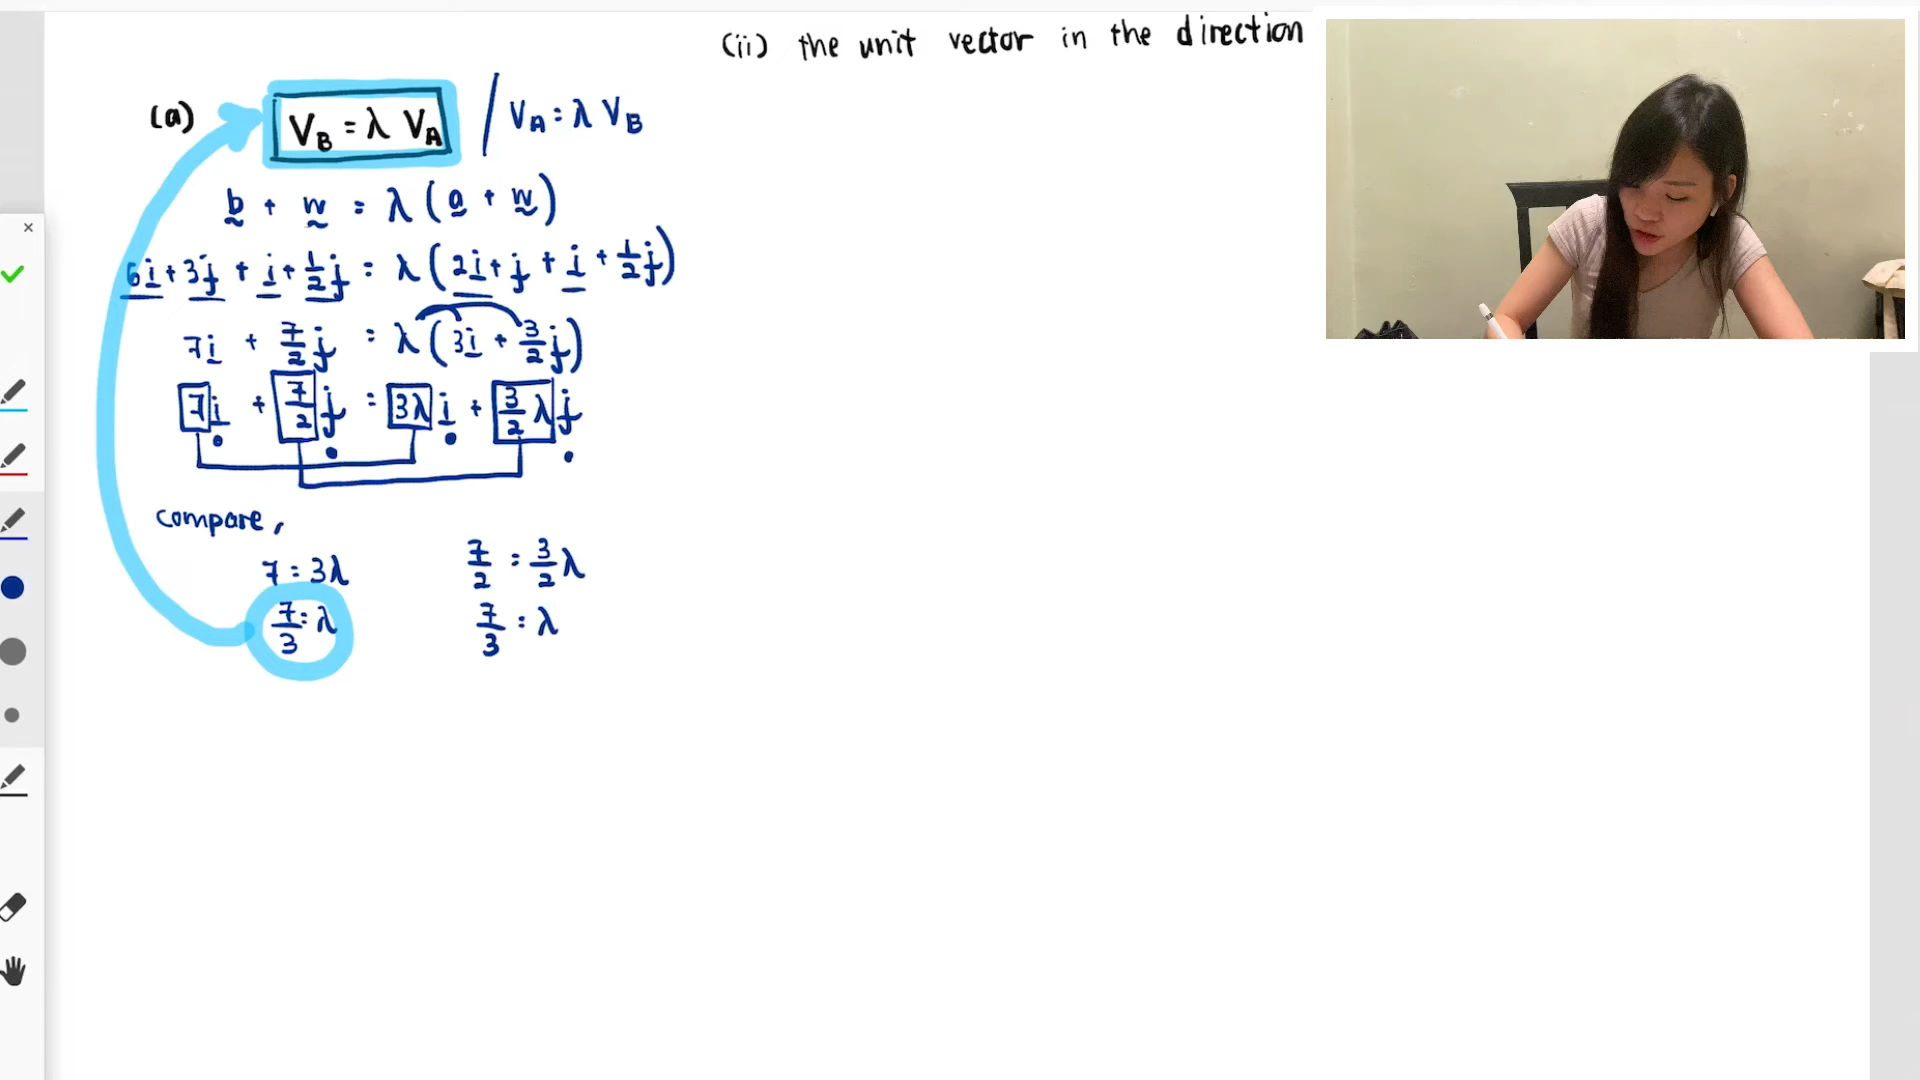 (ii) the unit vector in the direction
(a) V_B = λ V_A / V_A = λ V_B
b + w = λ (a + w)
6i + 3j + i + 1/2 j = λ (2i + j + i + 1/2 j)
7i + 7/2 j = λ (3i + 3/2 j)
7i + 7/2 j = 3λ i + 3/2 λ j
compare,
7 = 3λ 7/2 = 3/2 λ
7/3 = λ 7/3 = λ